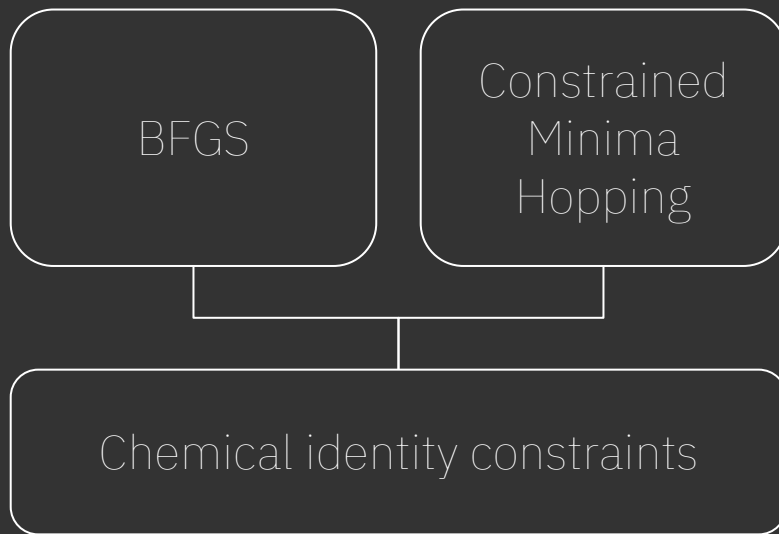 BFGS
Constrained
Minima
Hopping
Chemical identity constraints